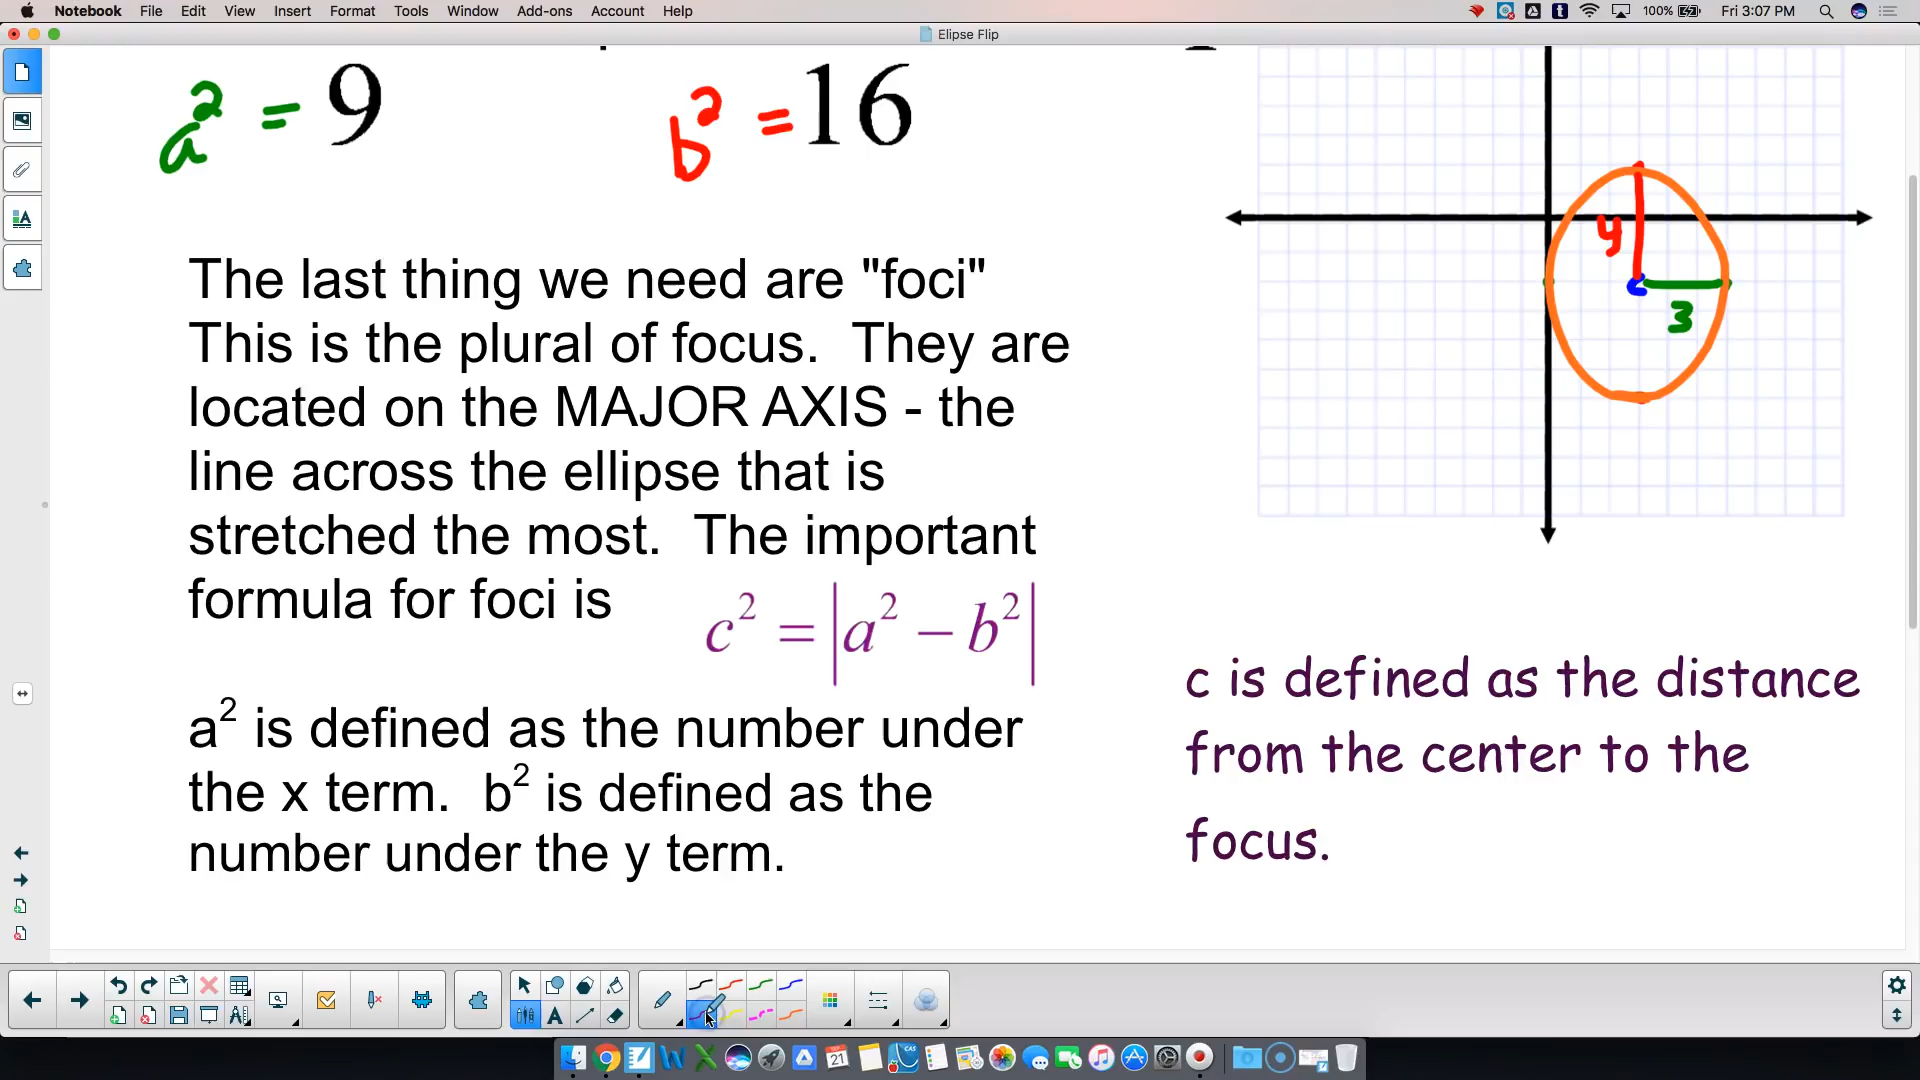 Notebook File Edit View Insert Format Tools Window Add-ons Account Help 100% Fri 3:07 PM
Elipse Flip
a² = 9 b² = 16
4
3
The last thing we need are "foci"
This is the plural of focus. They are
located on the MAJOR AXIS - the
line across the ellipse that is
stretched the most. The important
formula for foci is c² = |a² − b²|
a² is defined as the number under
the x term. b² is defined as the
number under the y term.
c is defined as the distance
from the center to the
focus.